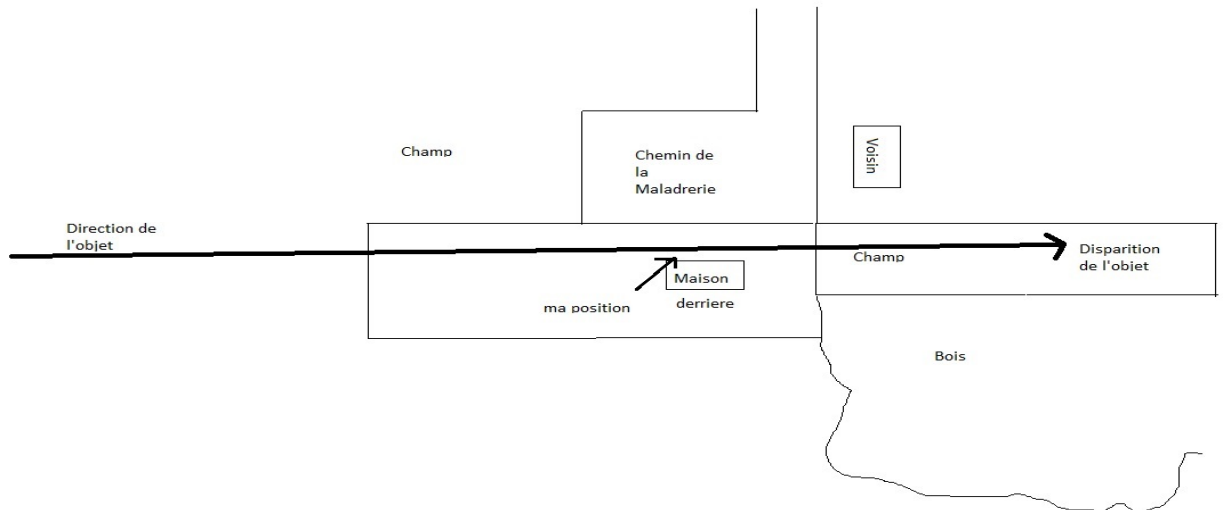 Champ
Chemin de
la
Maladrerie
Voisin
Direction de
l'objet
Champ
Disparition
de l'objet
Maison
derriere
ma position
Bois